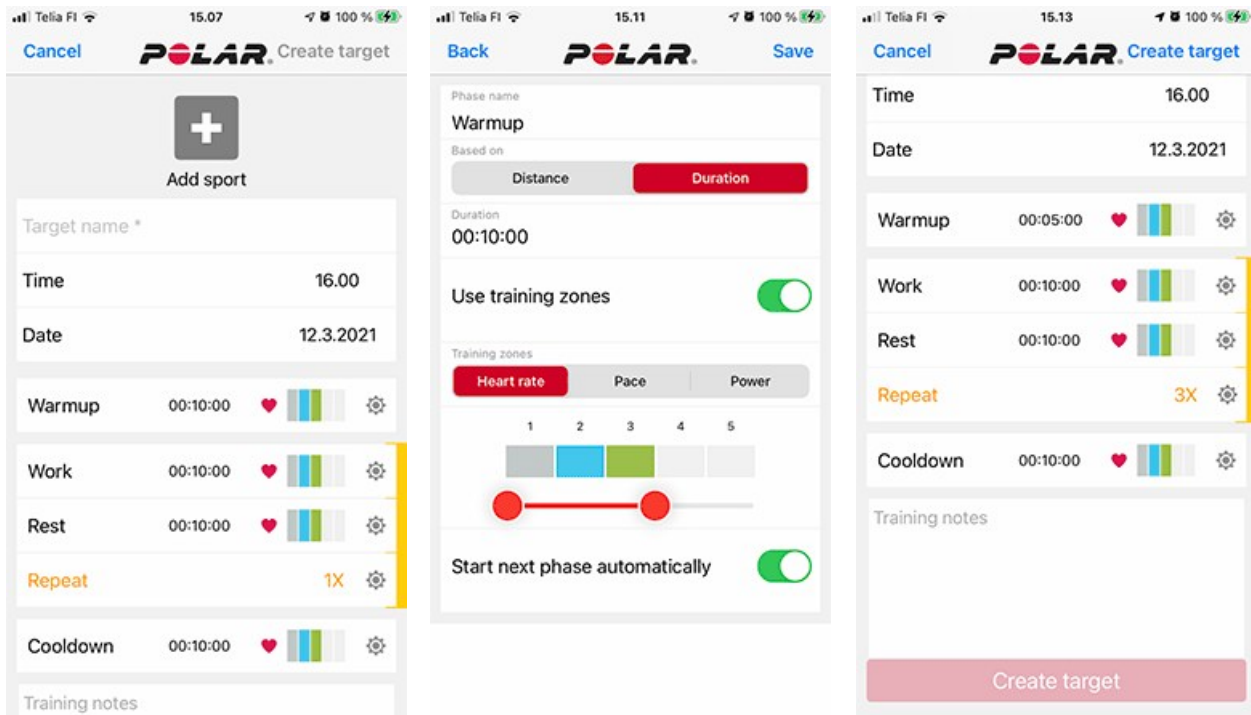 Telia FI 15.07 100 %
Cancel POLAR. Create target
Add sport
Target name *
Time 16.00
Date 12.3.2021
Warmup 00:10:00
Work 00:10:00
Rest 00:10:00
Repeat 1X
Cooldown 00:10:00
Training notes
Telia FI 15.11 100 %
Back POLAR. Save
Phase name
Warmup
Based on
Distance Duration
Duration
00:10:00
Use training zones
Training zones
Heart rate Pace Power
1 2 3 4 5
Start next phase automatically
Telia FI 15.13 100 %
Cancel POLAR. Create target
Time 16.00
Date 12.3.2021
Warmup 00:05:00
Work 00:10:00
Rest 00:10:00
Repeat 3X
Cooldown 00:10:00
Training notes
Create target